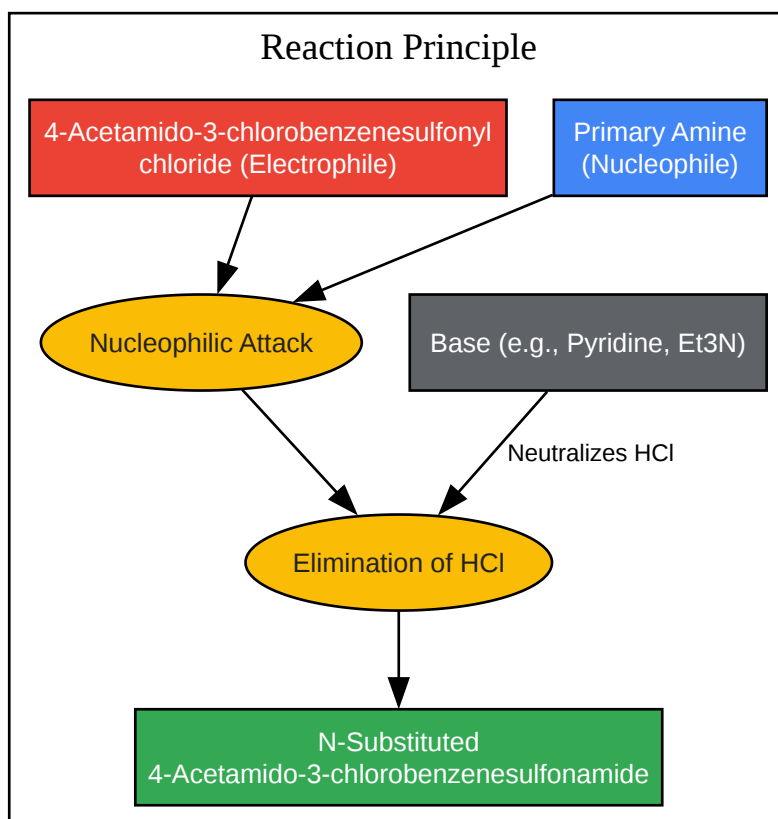 Reaction Principle
4-Acetamido-3-chlorobenzenesulfonyl
chloride (Electrophile)
Primary Amine
(Nucleophile)
Nucleophilic Attack
Base (e.g., Pyridine, Et3N)
Neutralizes HCl
Elimination of HCl
N-Substituted
4-Acetamido-3-chlorobenzenesulfonamide